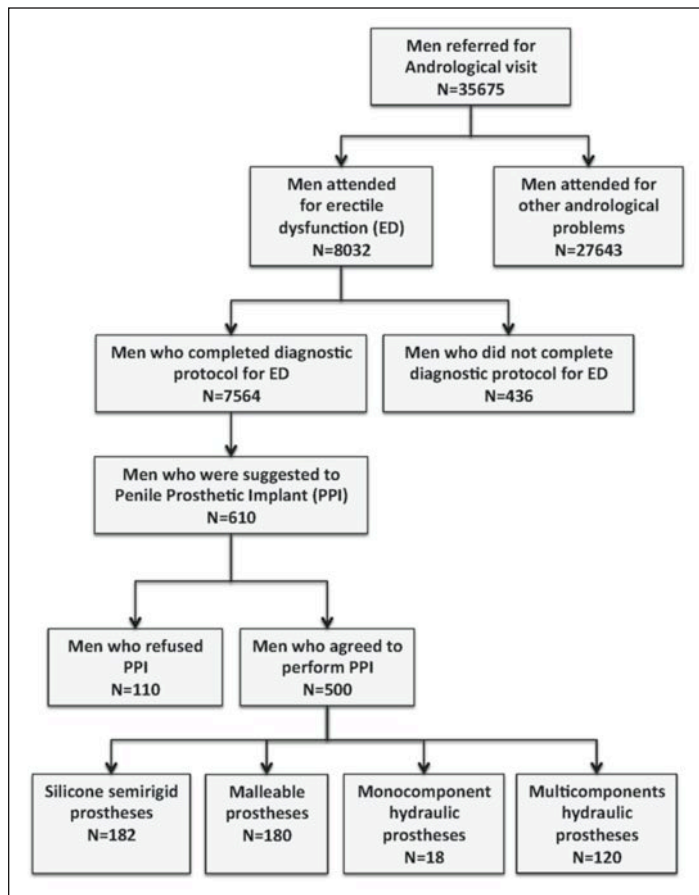 Men referred for
Andrological visit
N=35675
Men attended
for erectile
dysfunction (ED)
N=8032
Men attended for
other andrological
problems
N=27643
Men who completed diagnostic
protocol for ED
N=7564
Men who did not complete
diagnostic protocol for ED
N=436
Men who were suggested to
Penile Prosthetic Implant (PPI)
N=610
Men who refused
PPI
N=110
Men who agreed to
perform PPI
N=500
Silicone semirigid
prostheses
N=182
Malleable
prostheses
N=180
Monocomponent
hydraulic
prostheses
N=18
Multicomponents
hydraulic
prostheses
N=120